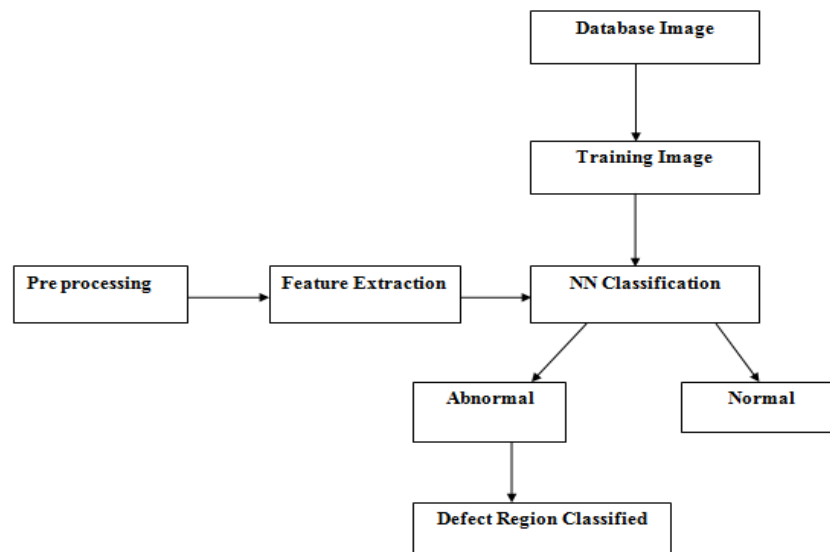 Database Image
Training Image
Pre processing
Feature Extraction
NN Classification
Abnormal
Normal
Defect Region Classified